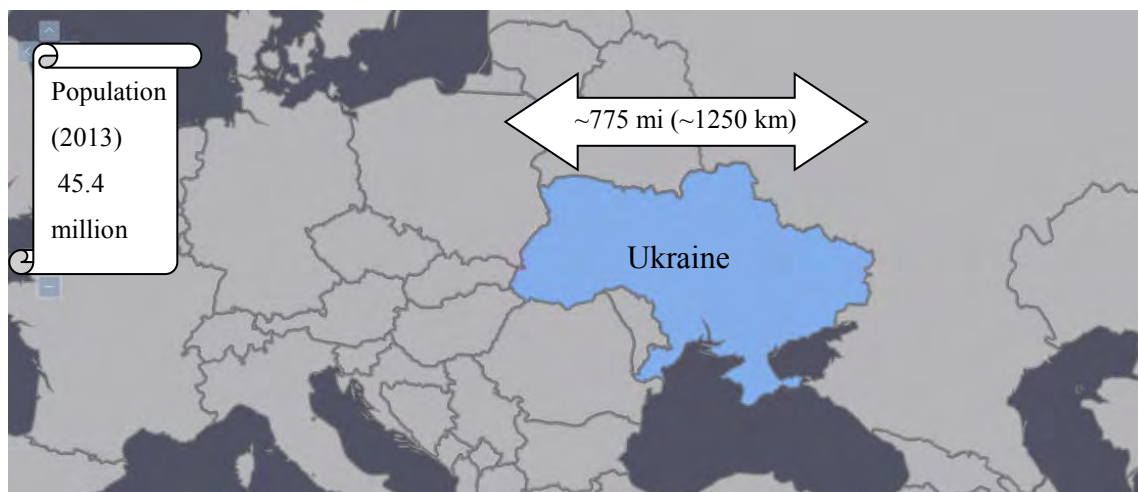 Population
(2013)
45.4
million
~775 mi (~1250 km)
Ukraine